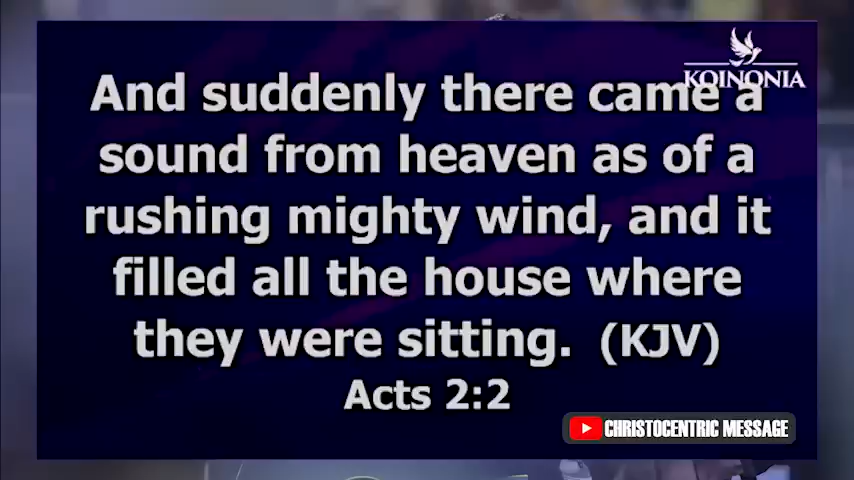 KOINONIA
And suddenly there came a
sound from heaven as of a
rushing mighty wind, and it
filled all the house where
they were sitting. (KJV)
Acts 2:2
CHRISTOCENTRIC MESSAGE